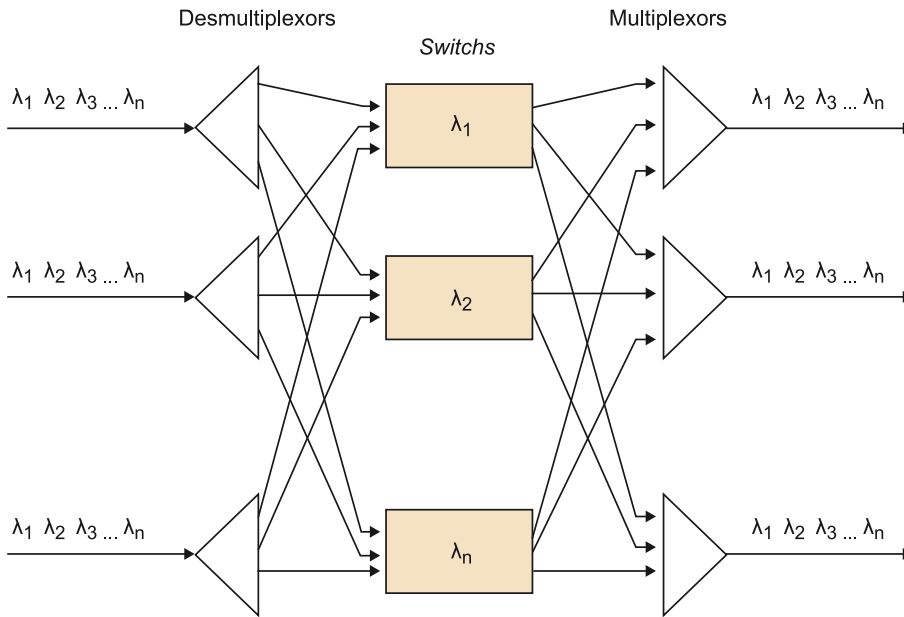 Desmultiplexors
Switchs
Multiplexors
λ1 λ2 λ3 ... λn
λ1
λ1 λ2 λ3 ... λn
λ1 λ2 λ3 ... λn
λ2
λ1 λ2 λ3 ... λn
λ1 λ2 λ3 ... λn
λn
λ1 λ2 λ3 ... λn